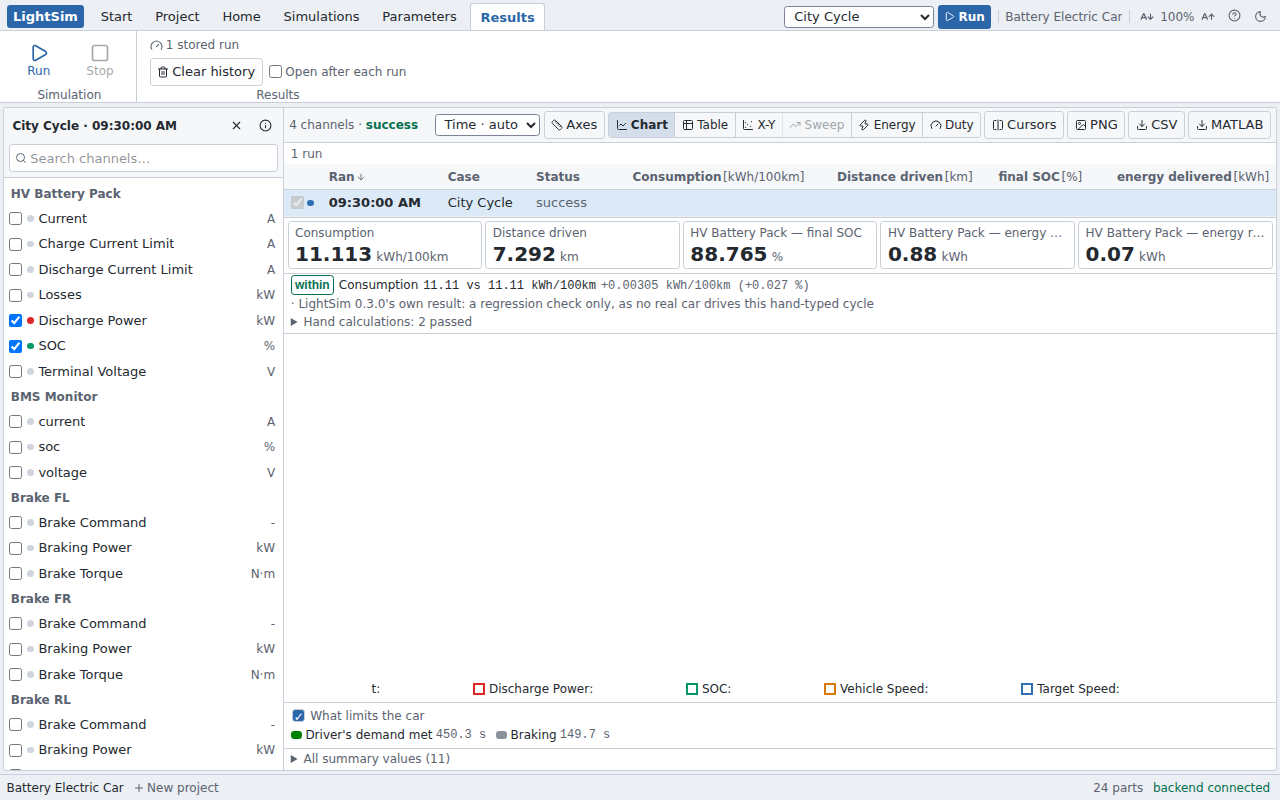 LightSim Start Project Home Simulations Parameters Results City Cycle Run Battery Electric Car 100%
Run Stop
Simulation
1 stored run
Clear history Open after each run
Results
City Cycle · 09:30:00 AM
Search channels…
HV Battery Pack
Current A
Charge Current Limit A
Discharge Current Limit A
Losses kW
Discharge Power kW
SOC %
Terminal Voltage V
BMS Monitor
current A
soc %
voltage V
Brake FL
Brake Command -
Braking Power kW
Brake Torque N·m
Brake FR
Brake Command -
Braking Power kW
Brake Torque N·m
Brake RL
Brake Command -
Braking Power kW
4 channels · success Time · auto Axes Chart Table X-Y Sweep Energy Duty Cursors PNG CSV MATLAB
1 run
Ran↓ Case Status Consumption [kWh/100km] Distance driven [km] final SOC [%] energy delivered [kWh]
09:30:00 AM City Cycle success
Consumption
11.113 kWh/100km
Distance driven
7.292 km
HV Battery Pack — final SOC
88.765 %
HV Battery Pack — energy …
0.88 kWh
HV Battery Pack — energy r…
0.07 kWh
within Consumption 11.11 vs 11.11 kWh/100km +0.00305 kWh/100km (+0.027 %)
· LightSim 0.3.0's own result: a regression check only, as no real car drives this hand-typed cycle
Hand calculations: 2 passed
t: Discharge Power: SOC: Vehicle Speed: Target Speed:
What limits the car
Driver's demand met 450.3 s Braking 149.7 s
All summary values (11)
Battery Electric Car + New project 24 parts backend connected